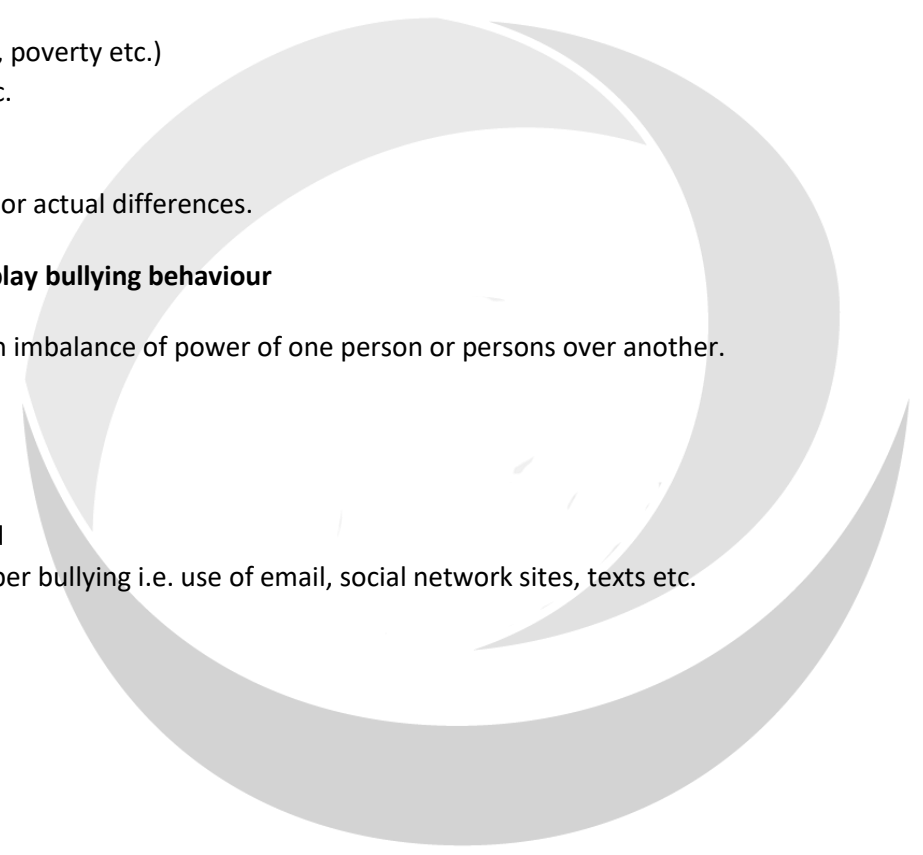 , poverty etc.)
c.
or actual differences.
play bullying behaviour
n imbalance of power of one person or persons over another.
per bullying i.e. use of email, social network sites, texts etc.